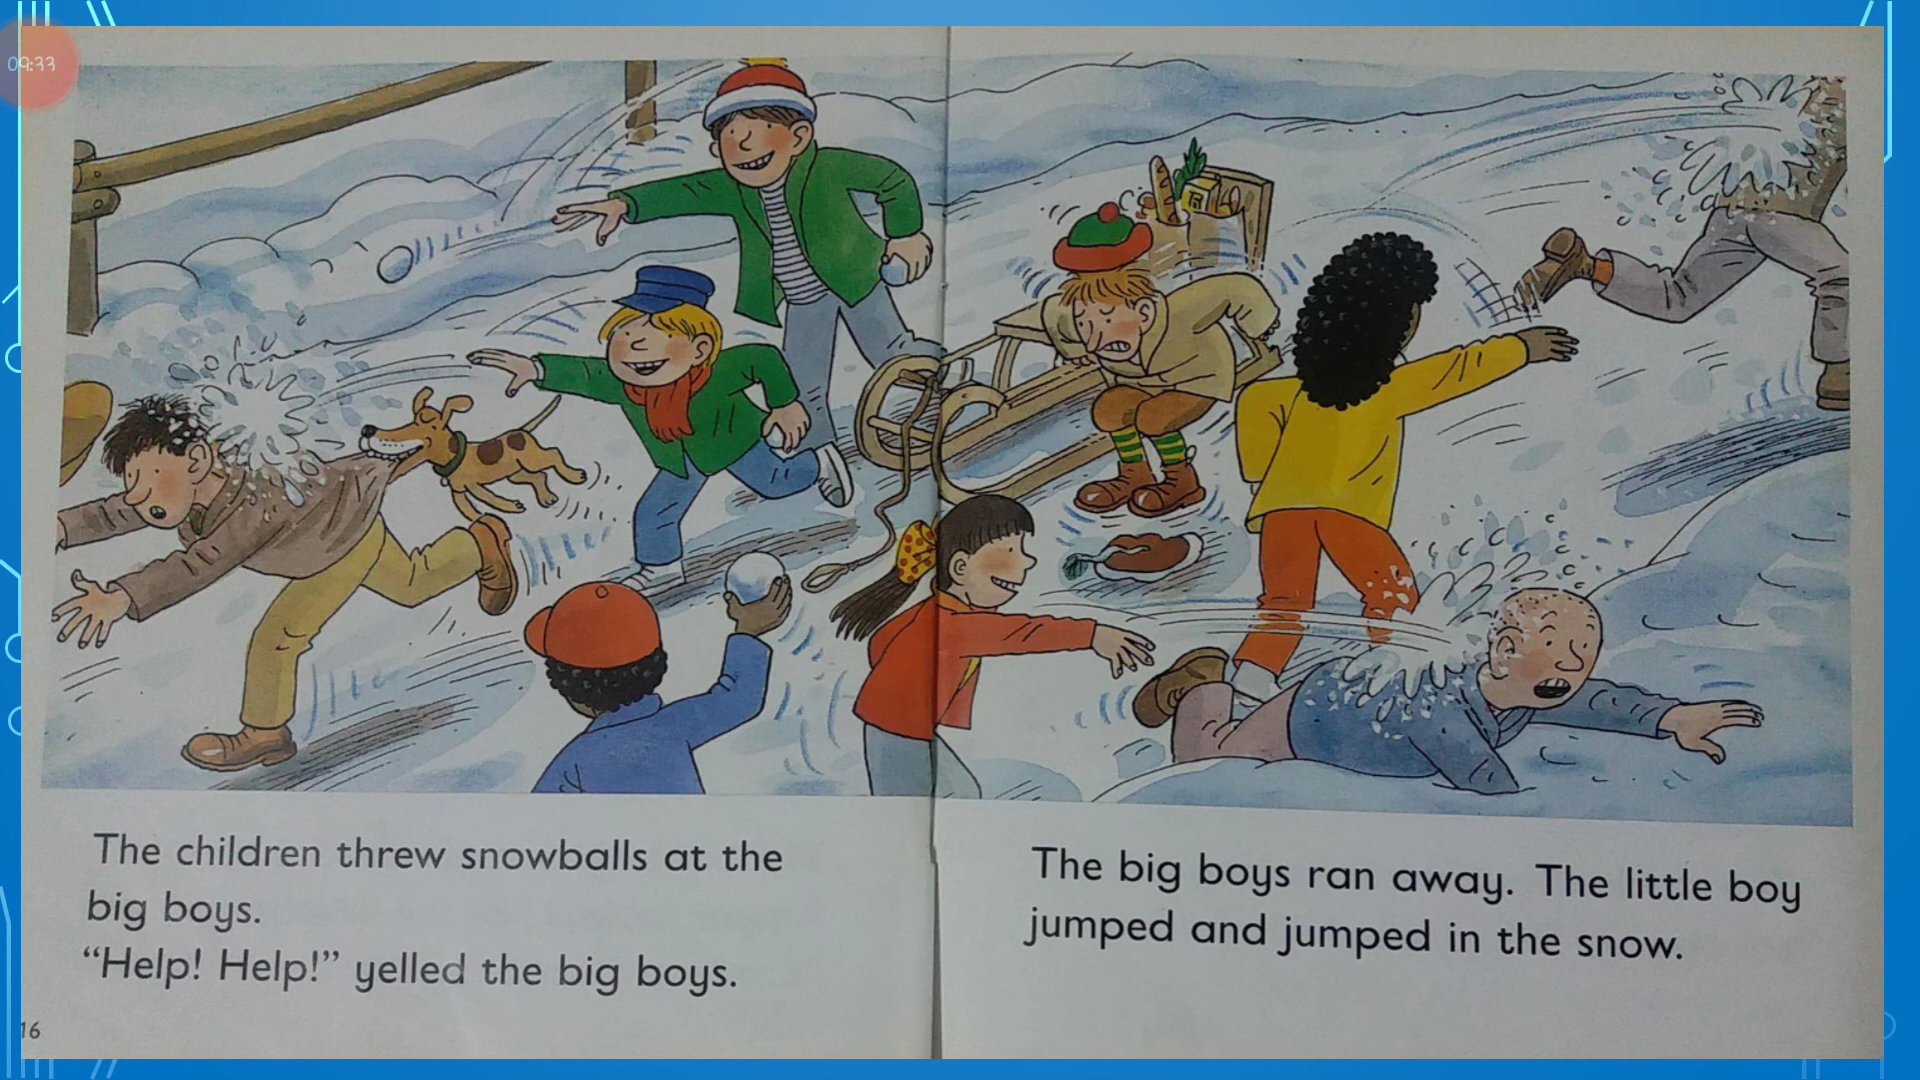 09:33
The children threw snowballs at the
big boys.
“Help! Help!” yelled the big boys.
16
The big boys ran away. The little boy
jumped and jumped in the snow.